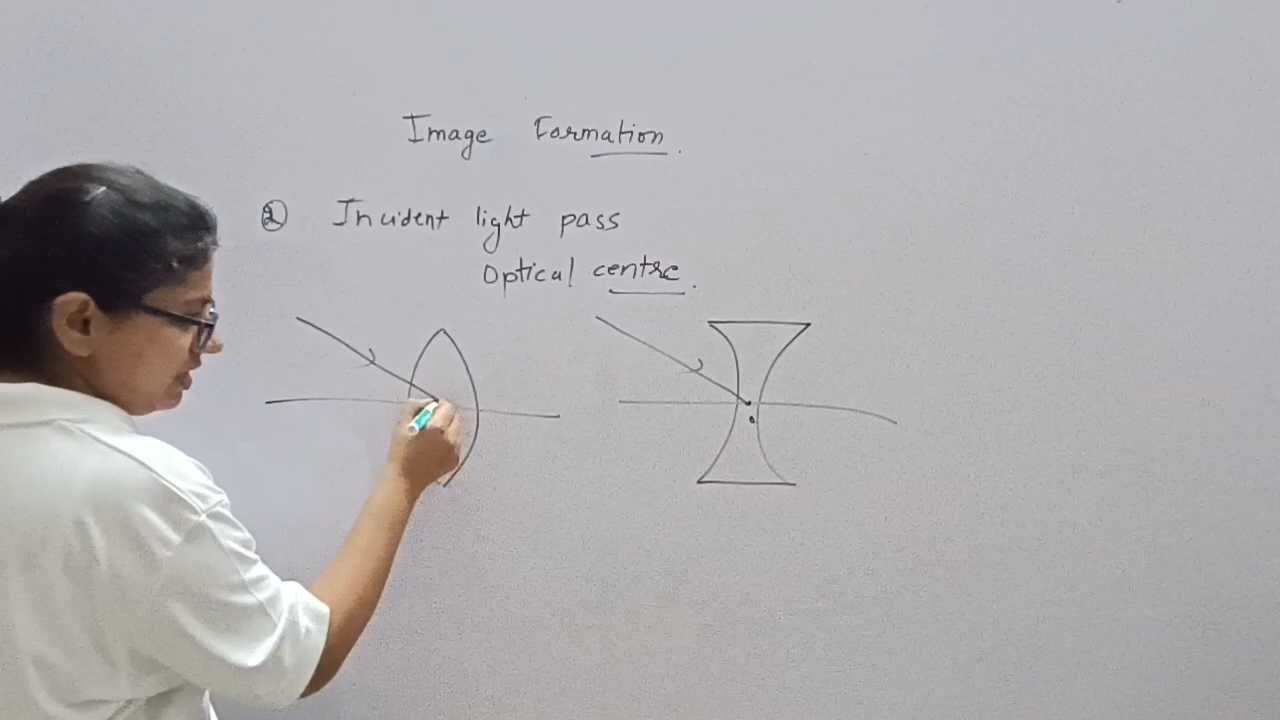 Image Formation.
② Incident light pass
Optical centre.